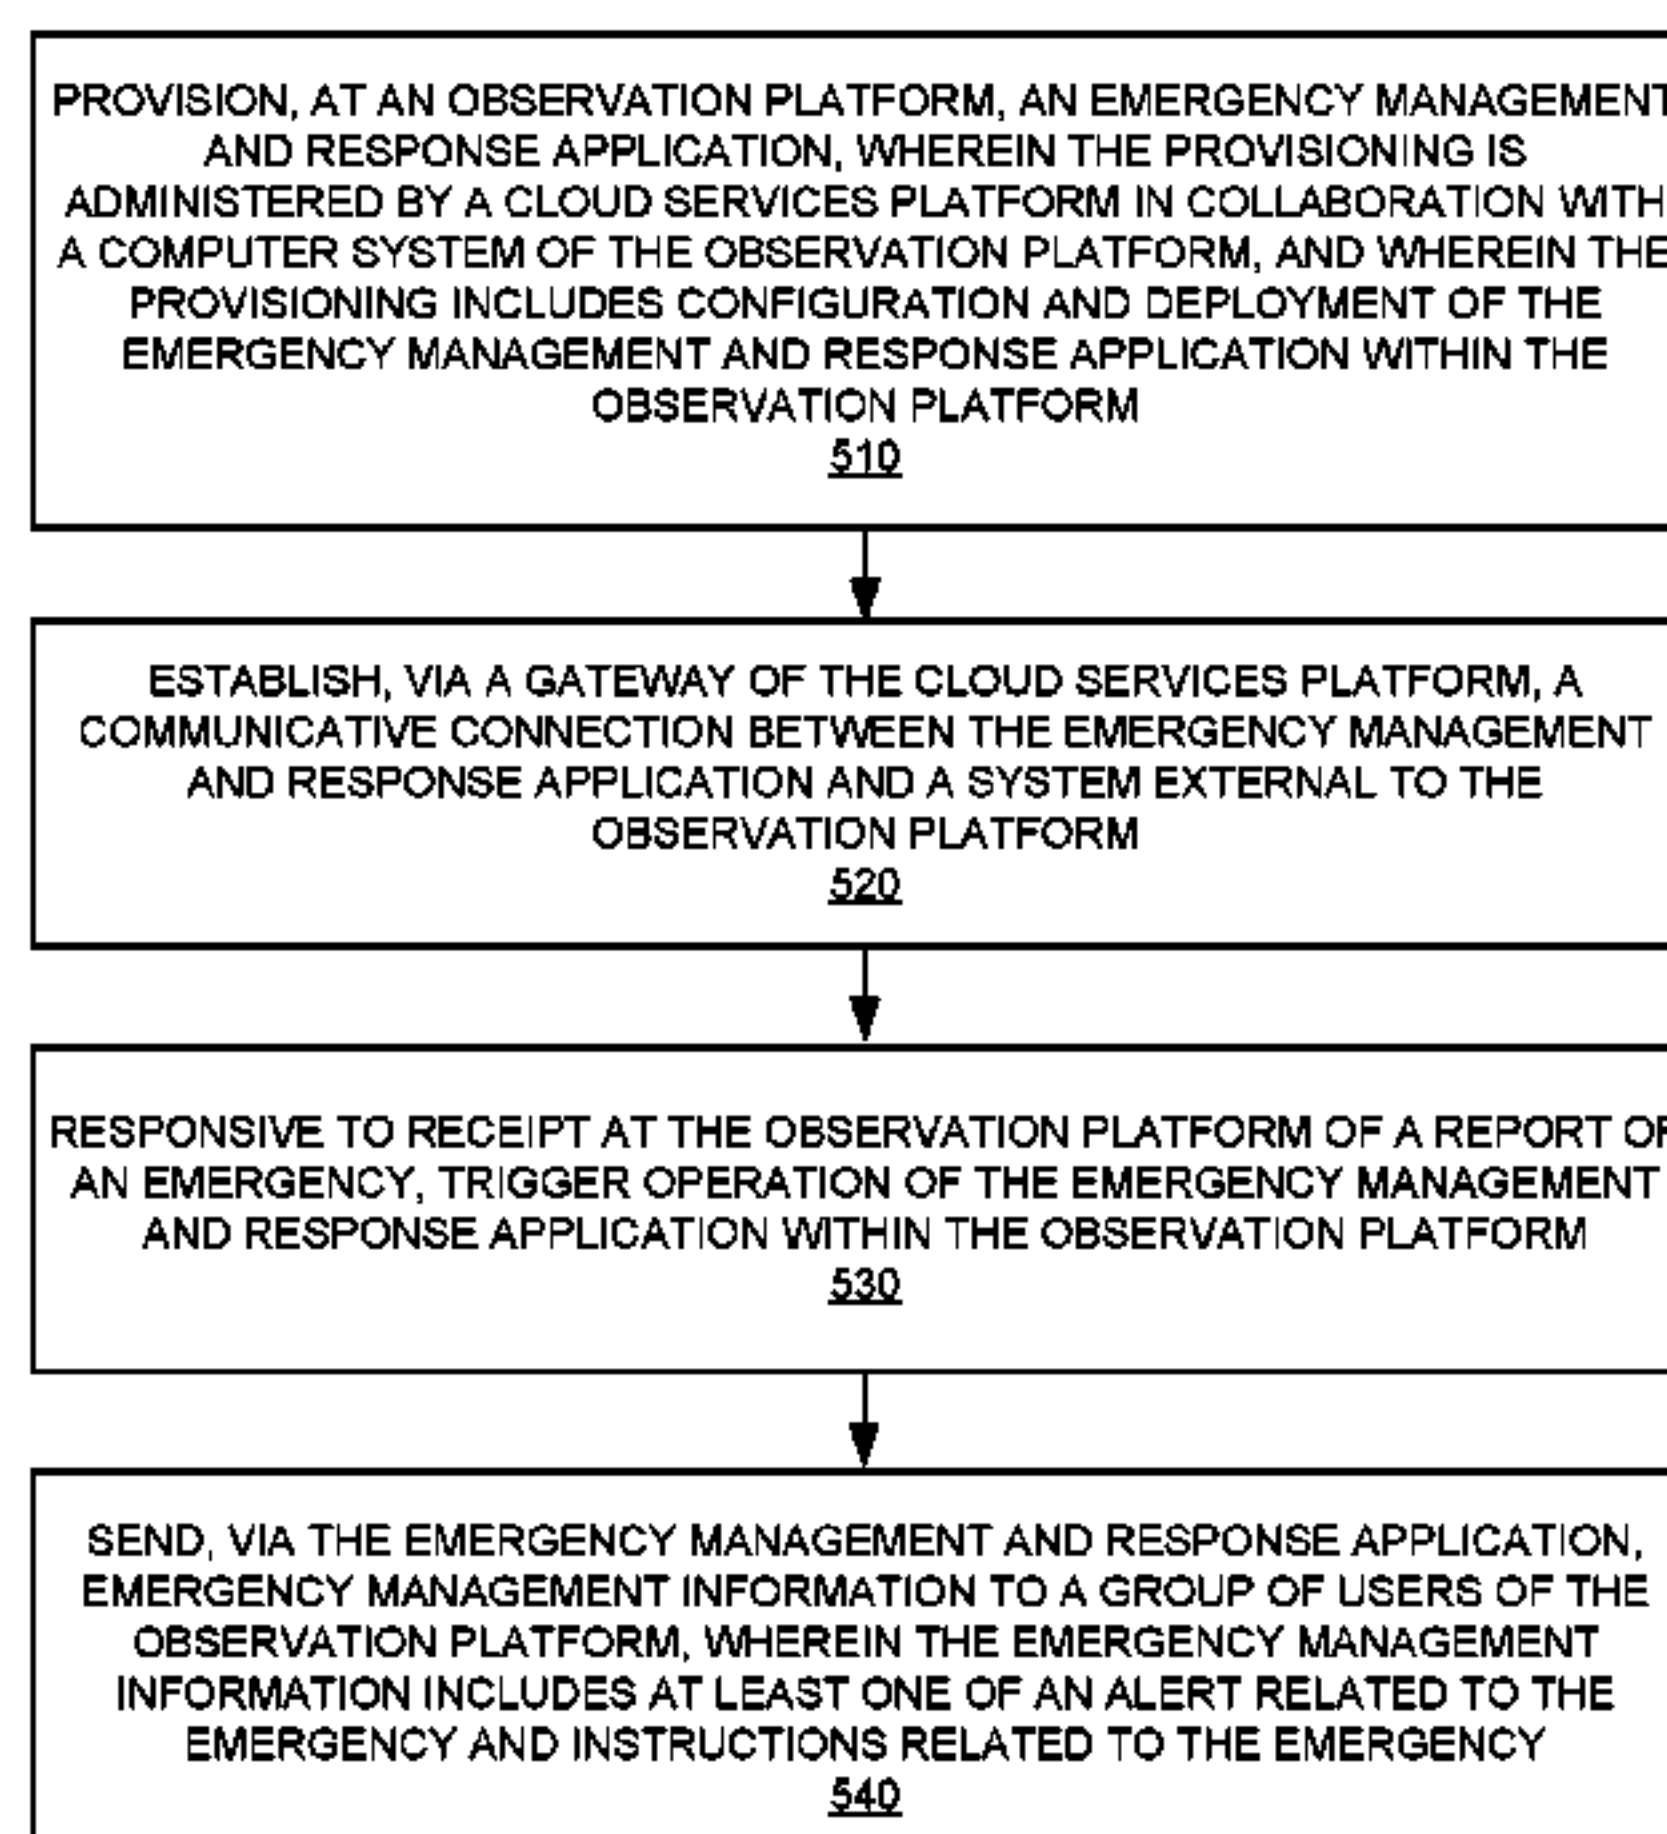 PROVISION, AT AN OBSERVATION PLATFORM, AN EMERGENCY MANAGEMENT
AND RESPONSE APPLICATION, WHEREIN THE PROVISIONING IS
ADMINISTERED BY A CLOUD SERVICES PLATFORM IN COLLABORATION WITH
A COMPUTER SYSTEM OF THE OBSERVATION PLATFORM, AND WHEREIN THE
PROVISIONING INCLUDES CONFIGURATION AND DEPLOYMENT OF THE
EMERGENCY MANAGEMENT AND RESPONSE APPLICATION WITHIN THE
OBSERVATION PLATFORM
510
ESTABLISH, VIA A GATEWAY OF THE CLOUD SERVICES PLATFORM, A
COMMUNICATIVE CONNECTION BETWEEN THE EMERGENCY MANAGEMENT
AND RESPONSE APPLICATION AND A SYSTEM EXTERNAL TO THE
OBSERVATION PLATFORM
520
RESPONSIVE TO RECEIPT AT THE OBSERVATION PLATFORM OF A REPORT OF
AN EMERGENCY, TRIGGER OPERATION OF THE EMERGENCY MANAGEMENT
AND RESPONSE APPLICATION WITHIN THE OBSERVATION PLATFORM
530
SEND, VIA THE EMERGENCY MANAGEMENT AND RESPONSE APPLICATION,
EMERGENCY MANAGEMENT INFORMATION TO A GROUP OF USERS OF THE
OBSERVATION PLATFORM, WHEREIN THE EMERGENCY MANAGEMENT
INFORMATION INCLUDES AT LEAST ONE OF AN ALERT RELATED TO THE
EMERGENCY AND INSTRUCTIONS RELATED TO THE EMERGENCY
540